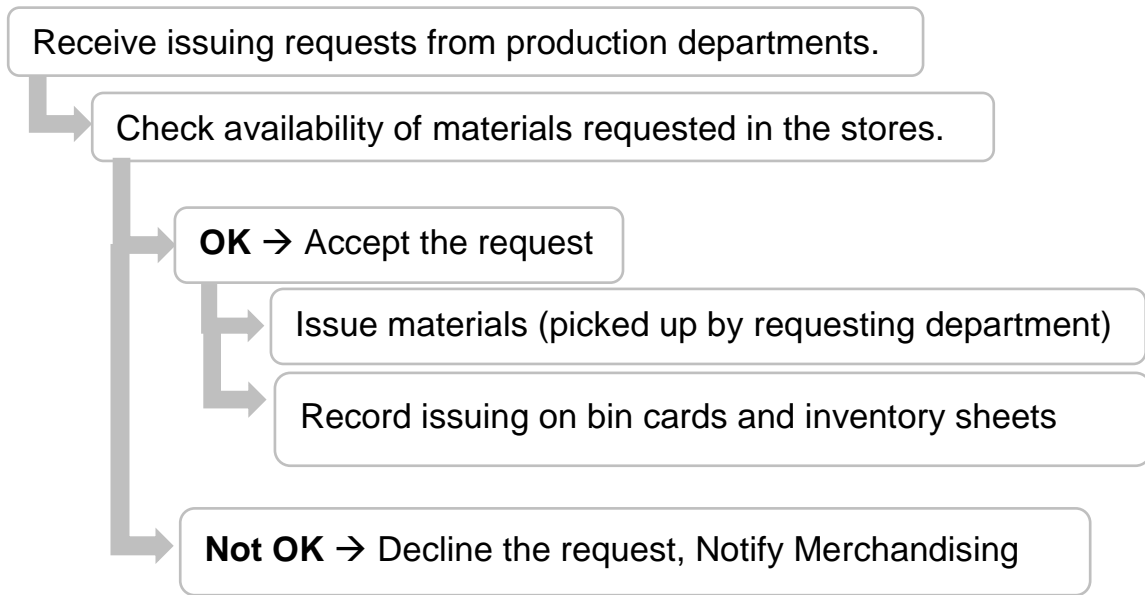 Receive issuing requests from production departments.
Check availability of materials requested in the stores.
OK → Accept the request
Issue materials (picked up by requesting department)
Record issuing on bin cards and inventory sheets
Not OK → Decline the request, Notify Merchandising